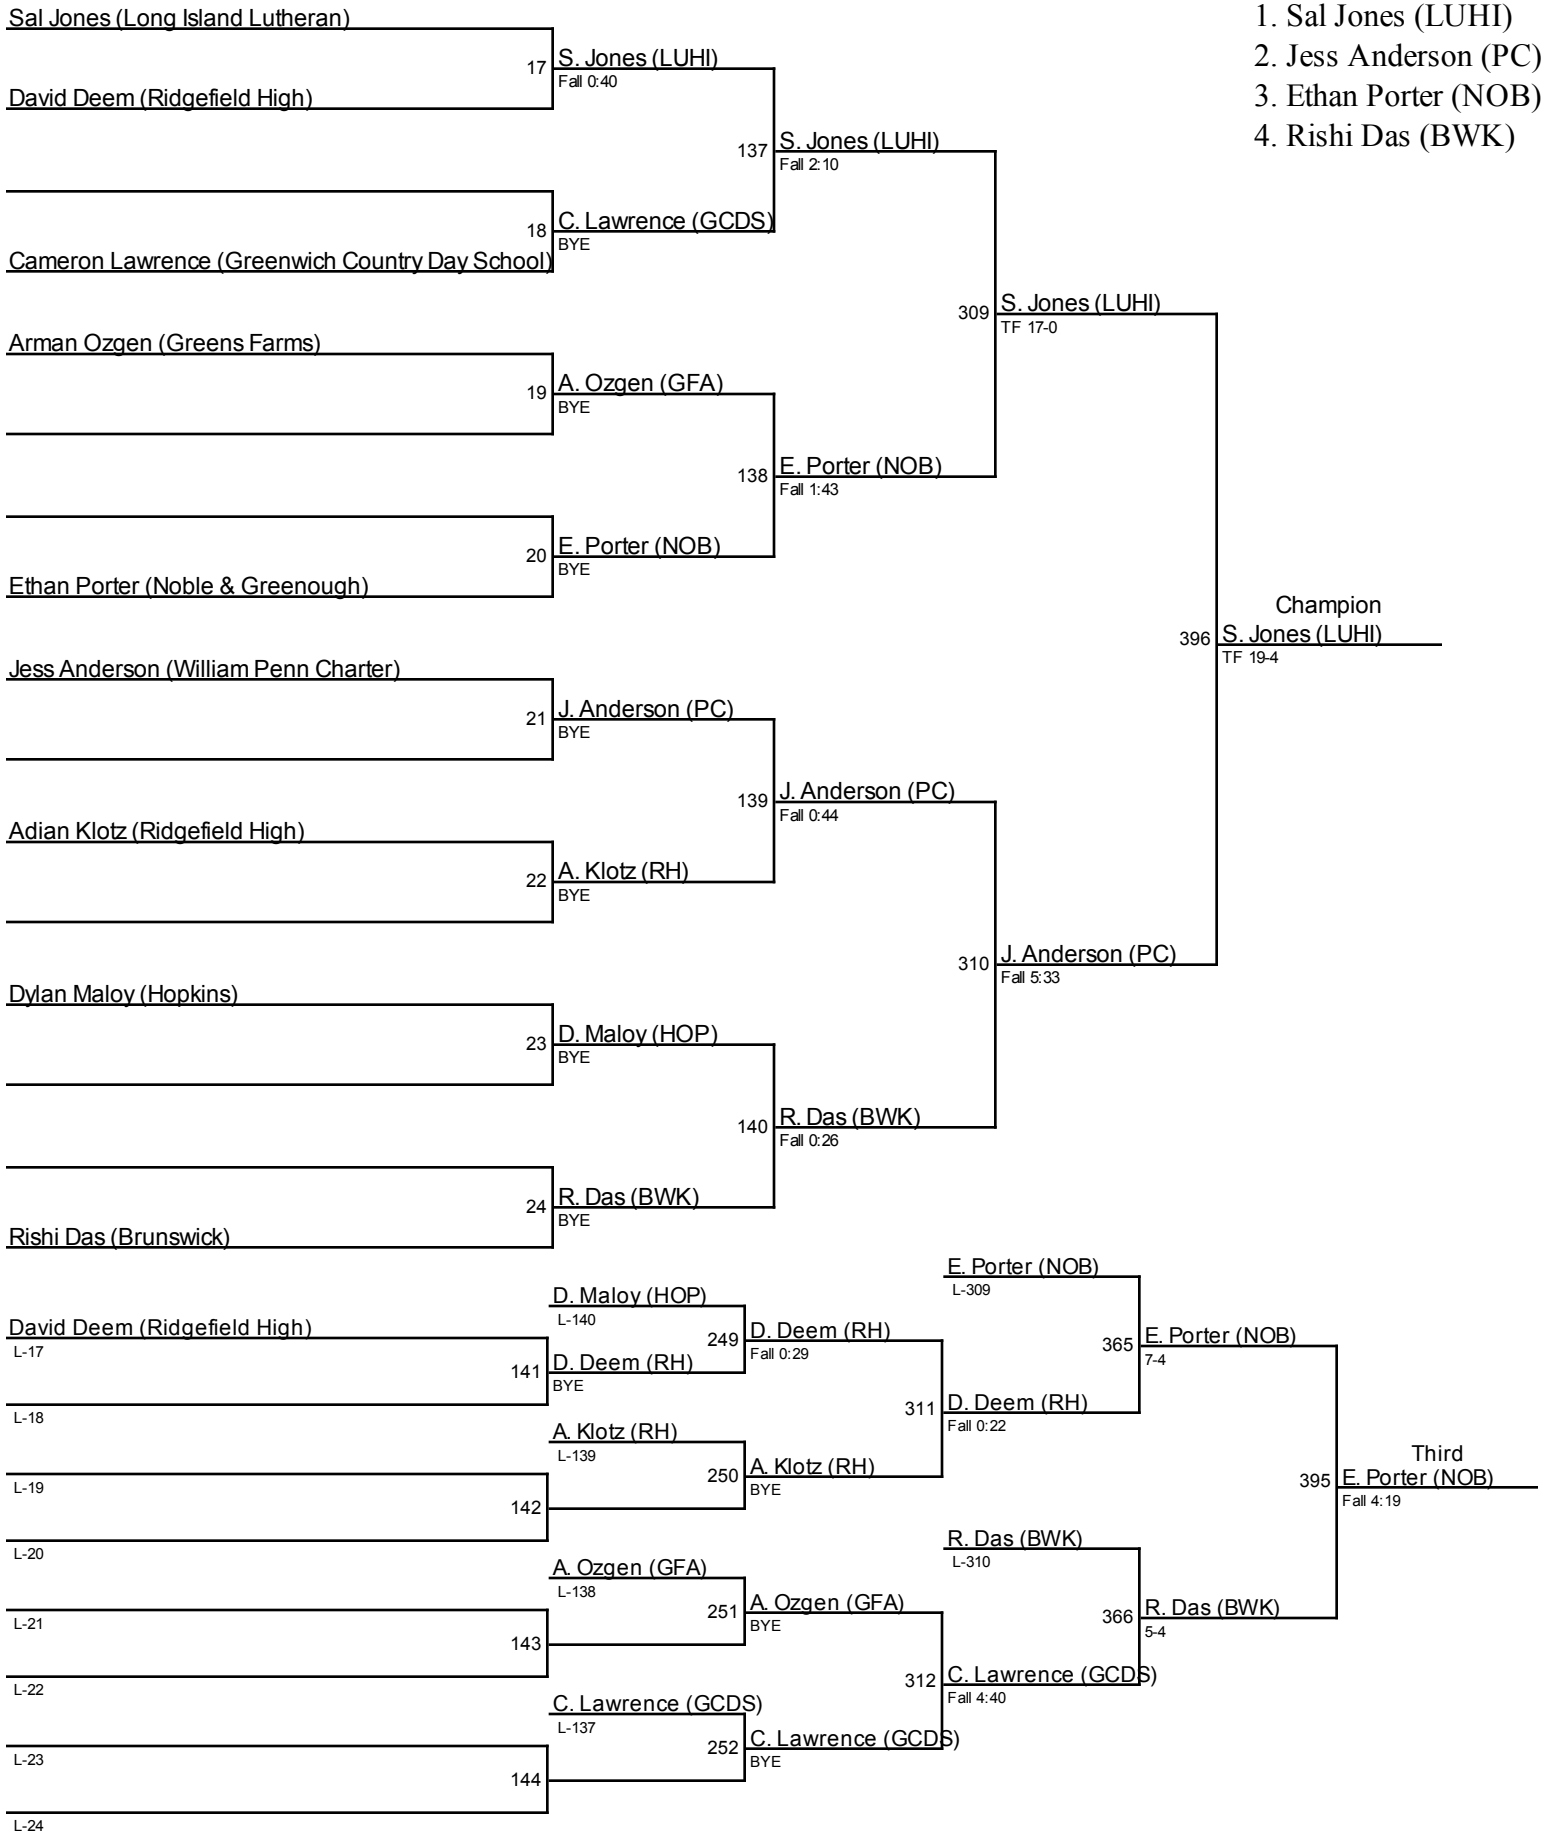 Sal Jones (Long Island Lutheran)
17
S. Jones (LUHI)
Fall 0:40
David Deem (Ridgefield High)
137
S. Jones (LUHI)
Fall 2:10
18
C. Lawrence (GCDS)
BYE
Cameron Lawrence (Greenwich Country Day School)
309
S. Jones (LUHI)
TF 17-0
Arman Ozgen (Greens Farms)
19
A. Ozgen (GFA)
BYE
138
E. Porter (NOB)
Fall 1:43
20
E. Porter (NOB)
BYE
Ethan Porter (Noble & Greenough)
Champion
396
S. Jones (LUHI)
TF 19-4
Jess Anderson (William Penn Charter)
21
J. Anderson (PC)
BYE
139
J. Anderson (PC)
Fall 0:44
Adian Klotz (Ridgefield High)
22
A. Klotz (RH)
BYE
310
J. Anderson (PC)
Fall 5:33
Dylan Maloy (Hopkins)
23
D. Maloy (HOP)
BYE
140
R. Das (BWK)
Fall 0:26
24
R. Das (BWK)
BYE
Rishi Das (Brunswick)
1. Sal Jones (LUHI)
2. Jess Anderson (PC)
3. Ethan Porter (NOB)
4. Rishi Das (BWK)
E. Porter (NOB)
L-309
D. Maloy (HOP)
L-140
David Deem (Ridgefield High)
L-17
249
D. Deem (RH)
Fall 0:29
365
E. Porter (NOB)
7-4
141
D. Deem (RH)
BYE
L-18
311
D. Deem (RH)
Fall 0:22
A. Klotz (RH)
L-139
250
A. Klotz (RH)
BYE
L-19
142
L-20
Third
395
E. Porter (NOB)
Fall 4:19
R. Das (BWK)
L-310
A. Ozgen (GFA)
L-138
251
A. Ozgen (GFA)
BYE
366
R. Das (BWK)
5-4
L-21
143
L-22
312
C. Lawrence (GCDS)
Fall 4:40
C. Lawrence (GCDS)
L-137
252
C. Lawrence (GCDS)
BYE
L-23
144
L-24